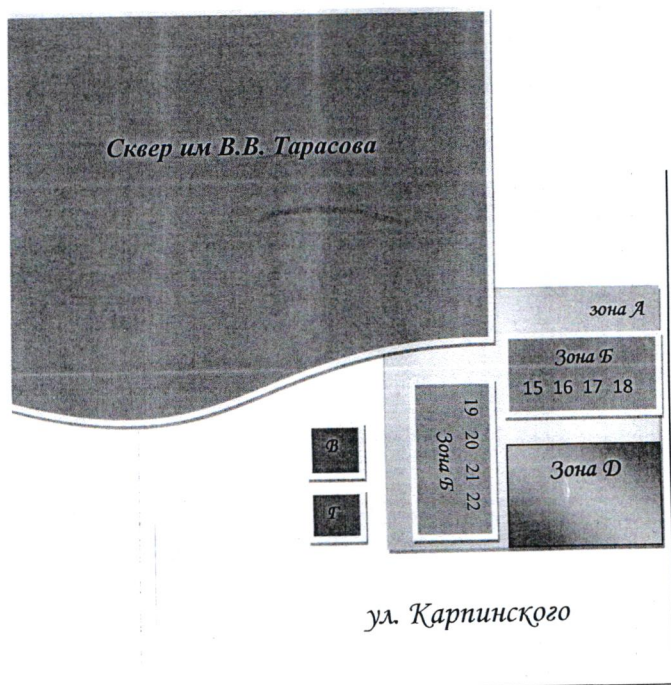 Сквер им В.В. Тарасова
зона А
Зона Б
15 16 17 18
19 20 21 22
Зона Б
В
Зона D
Г
ул. Карпинского